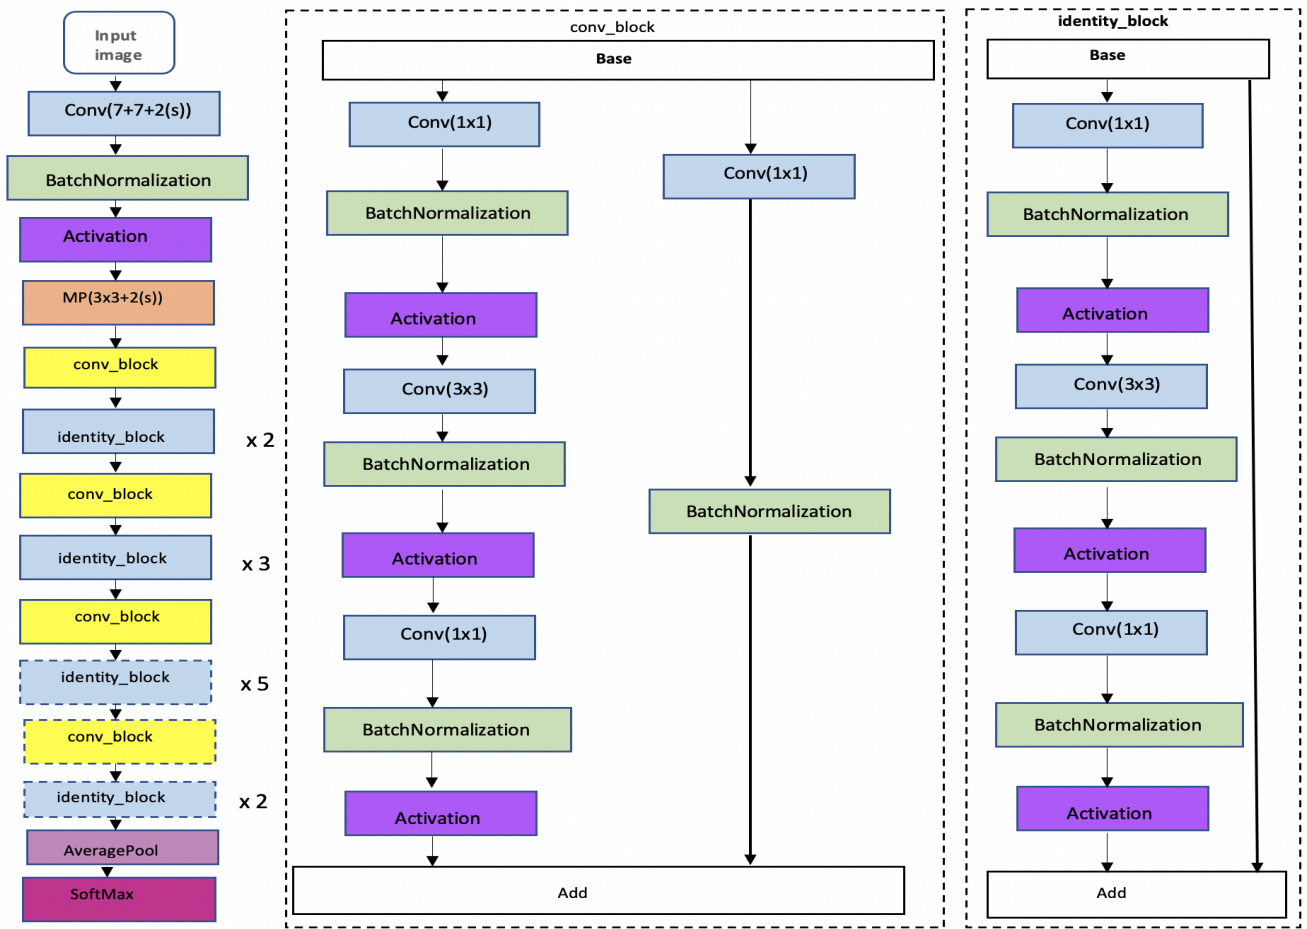 Input
image
Conv(7+7+2(s))
BatchNormalization
Activation
MP(3x3+2(s))
conv_block
identity_block
x 2
conv_block
identity_block
x 3
conv_block
identity_block
x 5
conv_block
identity_block
x 2
AveragePool
SoftMax
conv_block
Base
Conv(1x1)
BatchNormalization
Activation
Conv(3x3)
BatchNormalization
Activation
Conv(1x1)
BatchNormalization
Activation
Conv(1x1)
BatchNormalization
Add
identity_block
Base
Conv(1x1)
BatchNormalization
Activation
Conv(3x3)
BatchNormalization
Activation
Conv(1x1)
BatchNormalization
Activation
Add